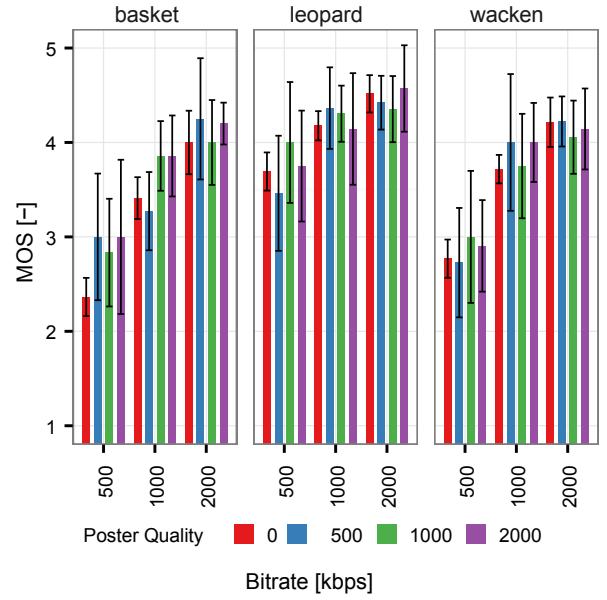 basket leopard wacken
MOS [−]
5
4
3
2
1
500 1000 2000 500 1000 2000 500 1000 2000
Poster Quality 0 500 1000 2000
Bitrate [kbps]